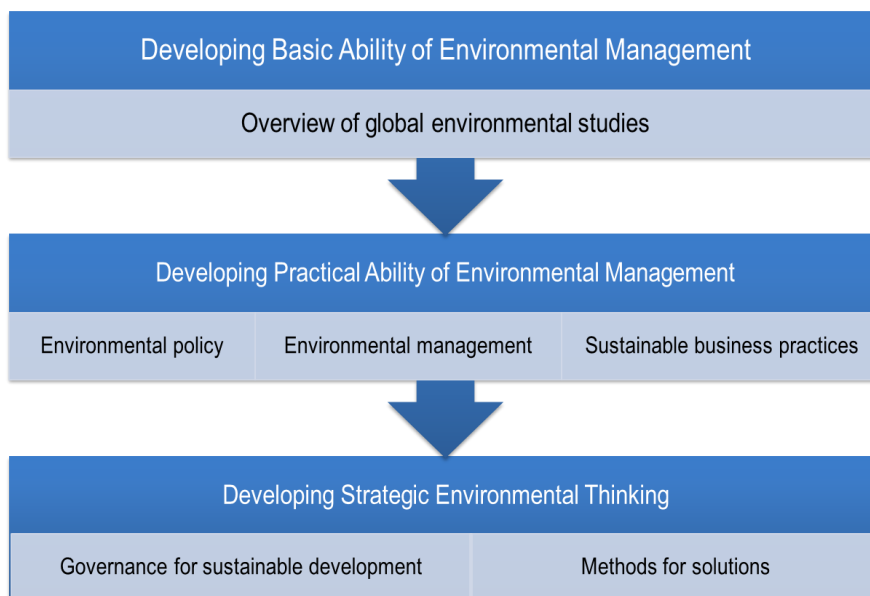 Developing Basic Ability of Environmental Management
Overview of global environmental studies
Developing Practical Ability of Environmental Management
Environmental policy
Environmental management
Sustainable business practices
Developing Strategic Environmental Thinking
Governance for sustainable development
Methods for solutions